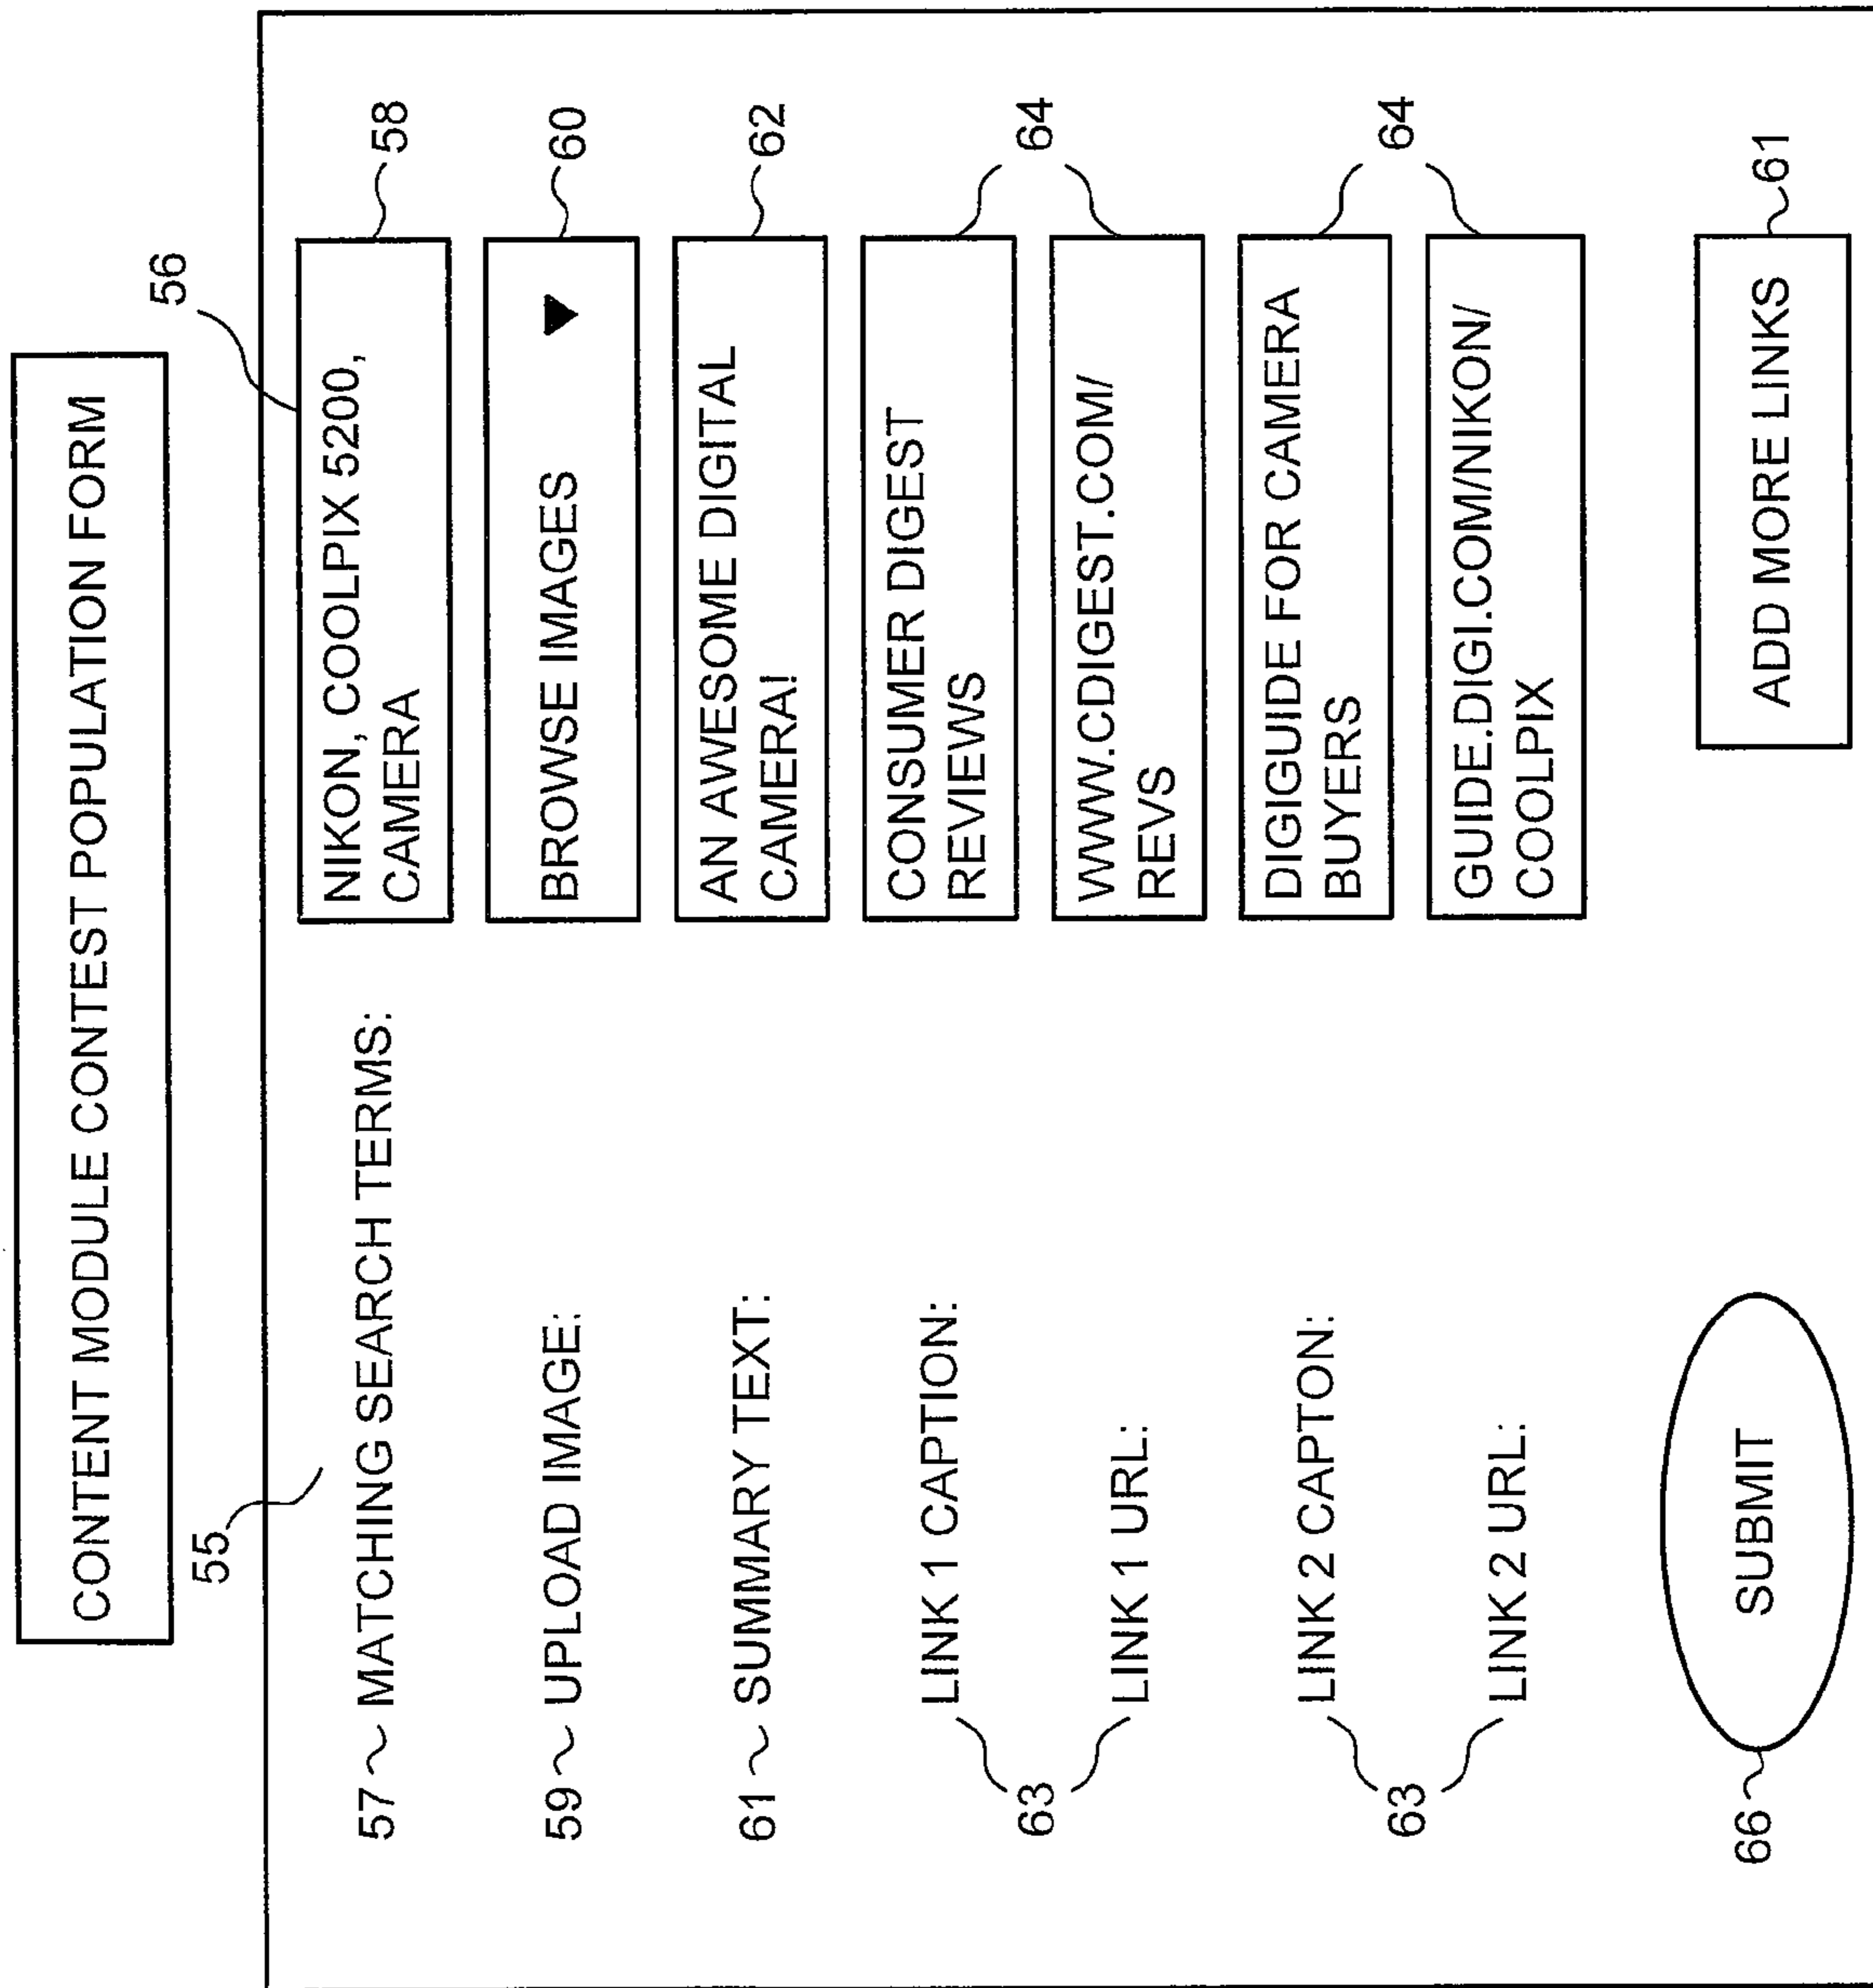 CONTENT MODULE CONTEST POPULATION FORM
55
56
57
MATCHING SEARCH TERMS:
NIKON, COOLPIX 5200,
CAMERA
58
59
UPLOAD IMAGE:
BROWSE IMAGES
60
61
SUMMARY TEXT:
AN AWESOME DIGITAL
CAMERA!
62
LINK 1 CAPTION:
CONSUMER DIGEST
REVIEWS
63
64
LINK 1 URL:
WWW.CDIGEST.COM/
REVS
LINK 2 CAPTON:
DIGIGUIDE FOR CAMERA
BUYERS
63
64
LINK 2 URL:
GUIDE.DIGI.COM/NIKON/
COOLPIX
66
SUBMIT
ADD MORE LINKS
61